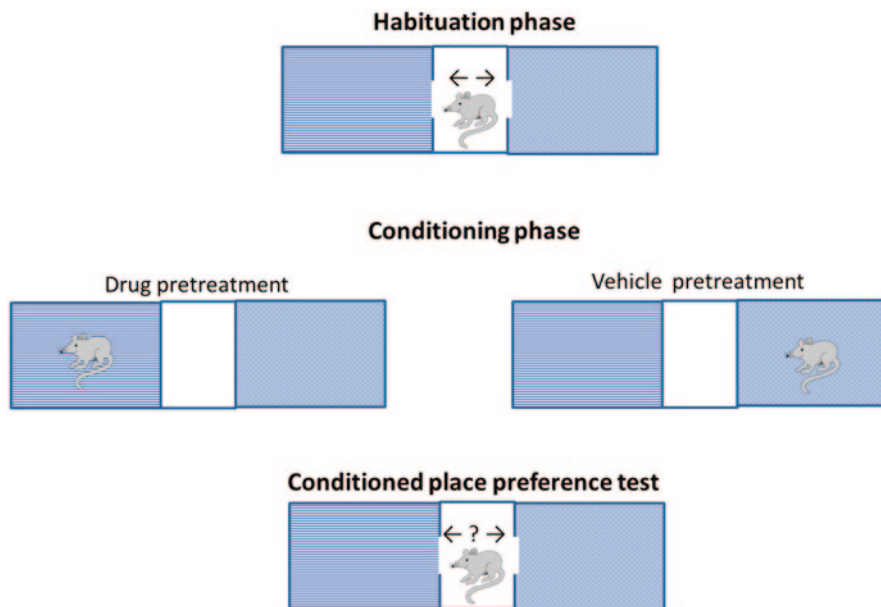 Habituation phase
← →
Conditioning phase
Drug pretreatment
Vehicle pretreatment
Conditioned place preference test
← ? →